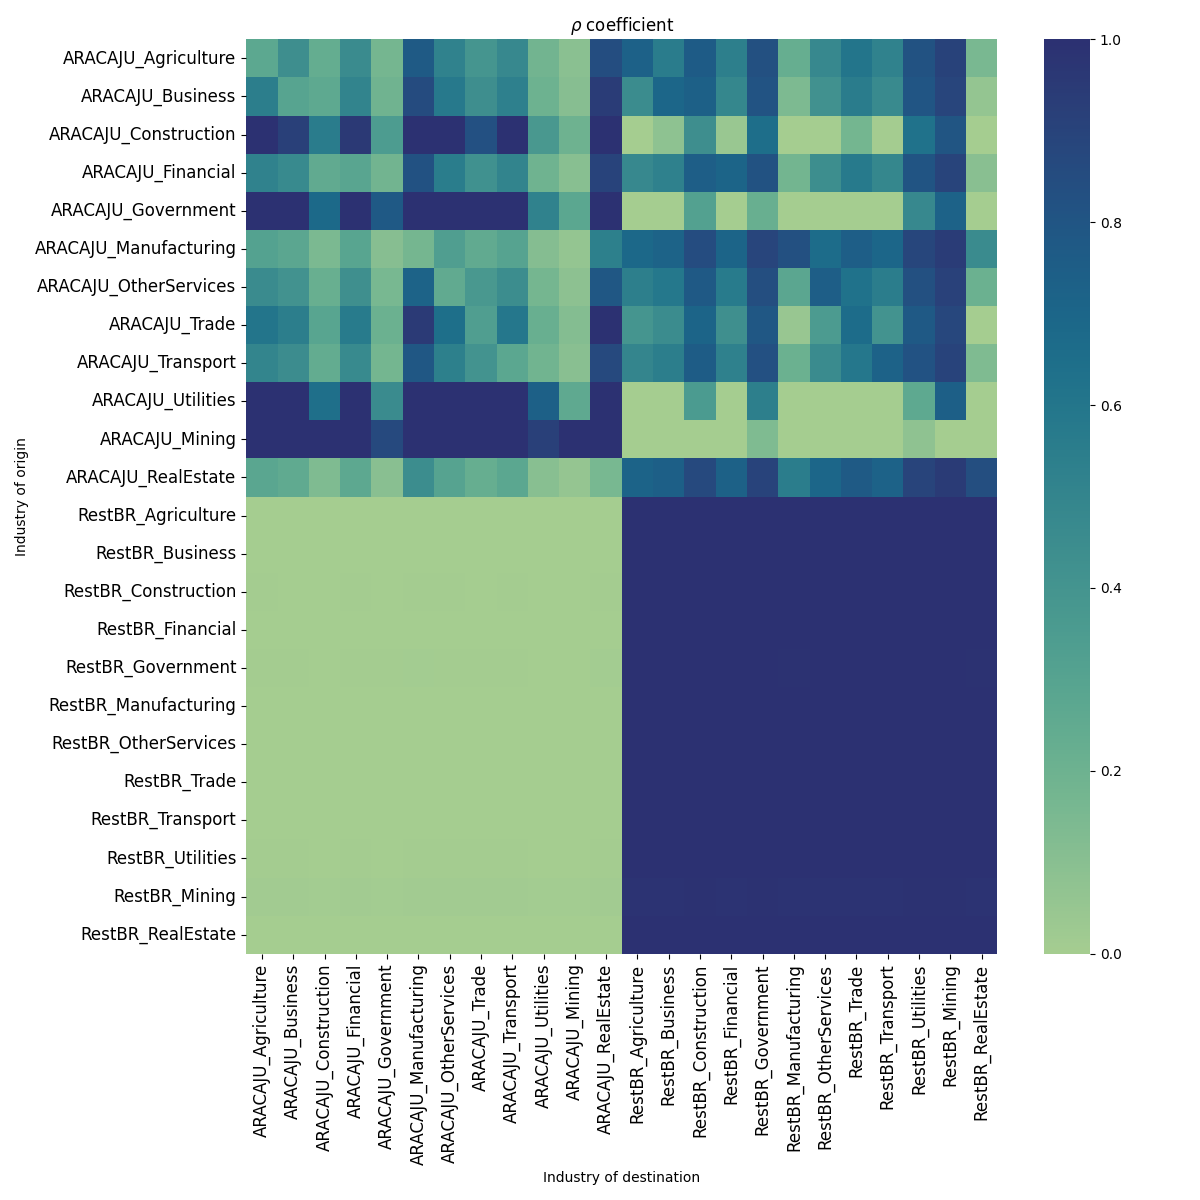 ρ coefficient
ARACAJU_Agriculture
ARACAJU_Business
ARACAJU_Construction
ARACAJU_Financial
ARACAJU_Government
ARACAJU_Manufacturing
ARACAJU_OtherServices
ARACAJU_Trade
ARACAJU_Transport
ARACAJU_Utilities
ARACAJU_Mining
ARACAJU_RealEstate
RestBR_Agriculture
RestBR_Business
RestBR_Construction
RestBR_Financial
RestBR_Government
RestBR_Manufacturing
RestBR_OtherServices
RestBR_Trade
RestBR_Transport
RestBR_Utilities
RestBR_Mining
RestBR_RealEstate
Industry of origin
ARACAJU_Agriculture
ARACAJU_Business
ARACAJU_Construction
ARACAJU_Financial
ARACAJU_Government
ARACAJU_Manufacturing
ARACAJU_OtherServices
ARACAJU_Trade
ARACAJU_Transport
ARACAJU_Utilities
ARACAJU_Mining
ARACAJU_RealEstate
RestBR_Agriculture
RestBR_Business
RestBR_Construction
RestBR_Financial
RestBR_Government
RestBR_Manufacturing
RestBR_OtherServices
RestBR_Trade
RestBR_Transport
RestBR_Utilities
RestBR_Mining
RestBR_RealEstate
Industry of destination
1.0
0.8
0.6
0.4
0.2
0.0